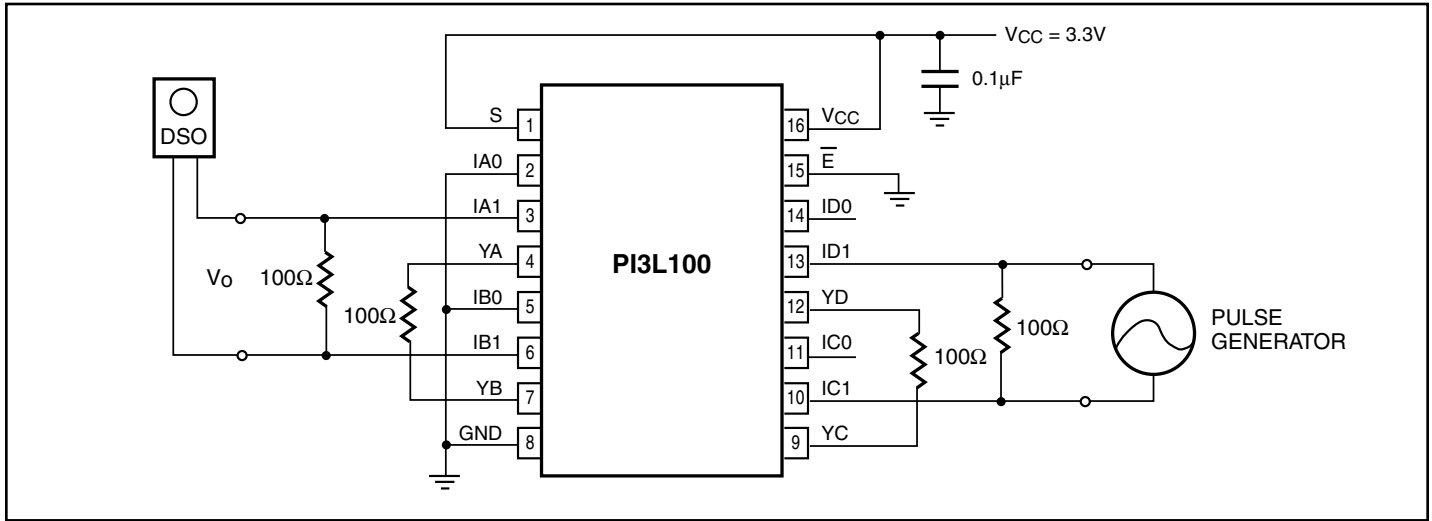 VCC = 3.3V
0.1µF
DSO
S 1
16 VCC
IA0 2
15 E
IA1 3
14 ID0
YA 4
PI3L100
13 ID1
Vo
100Ω
IB0 5
12 YD
100Ω
100Ω
PULSE
GENERATOR
IB1 6
11 IC0
100Ω
YB 7
10 IC1
GND 8
9 YC